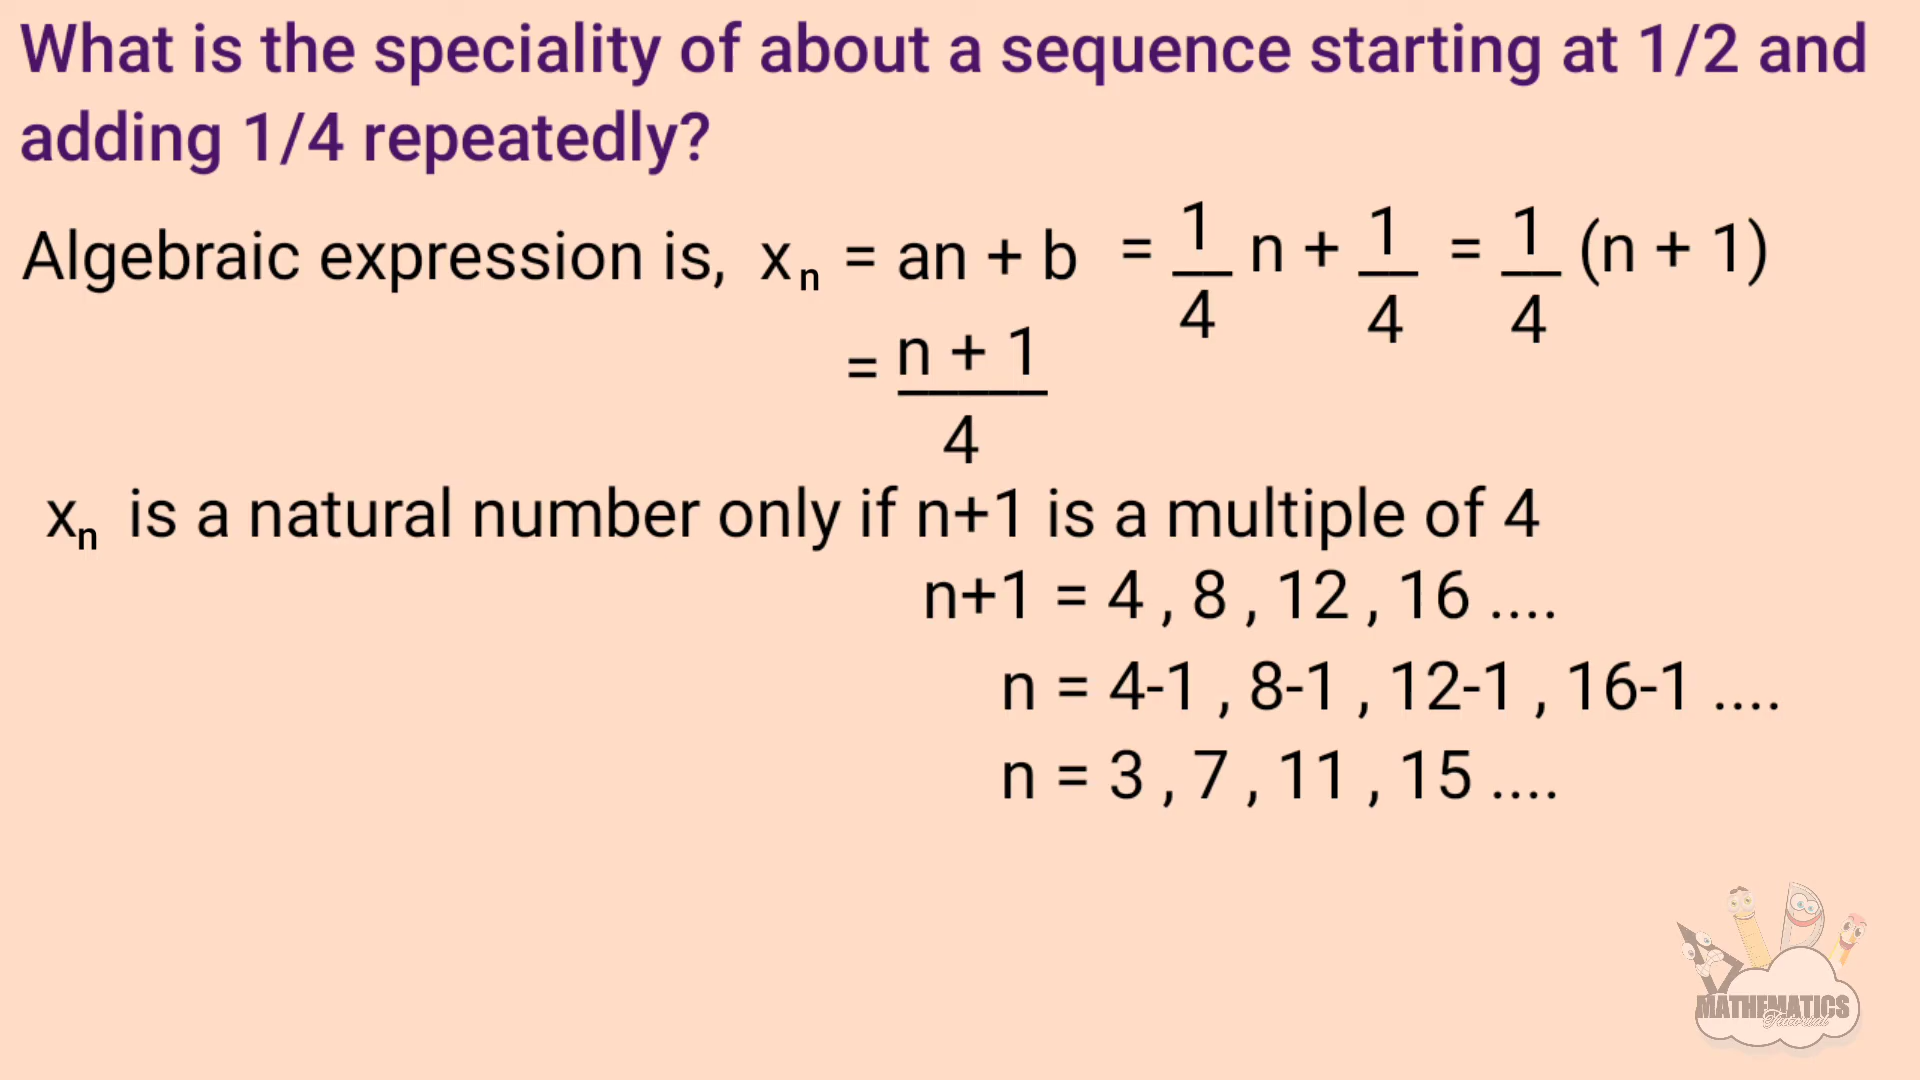 What is the speciality of about a sequence starting at 1/2 and
adding 1/4 repeatedly?
Algebraic expression is, xₙ = an + b = 1/4 n + 1/4 = 1/4 (n + 1)
= n + 1 / 4
xₙ is a natural number only if n+1 is a multiple of 4
n+1 = 4 , 8 , 12 , 16 ....
n = 4-1 , 8-1 , 12-1 , 16-1 ....
n = 3 , 7 , 11 , 15 ....
MATHEMATICS
Tutorial